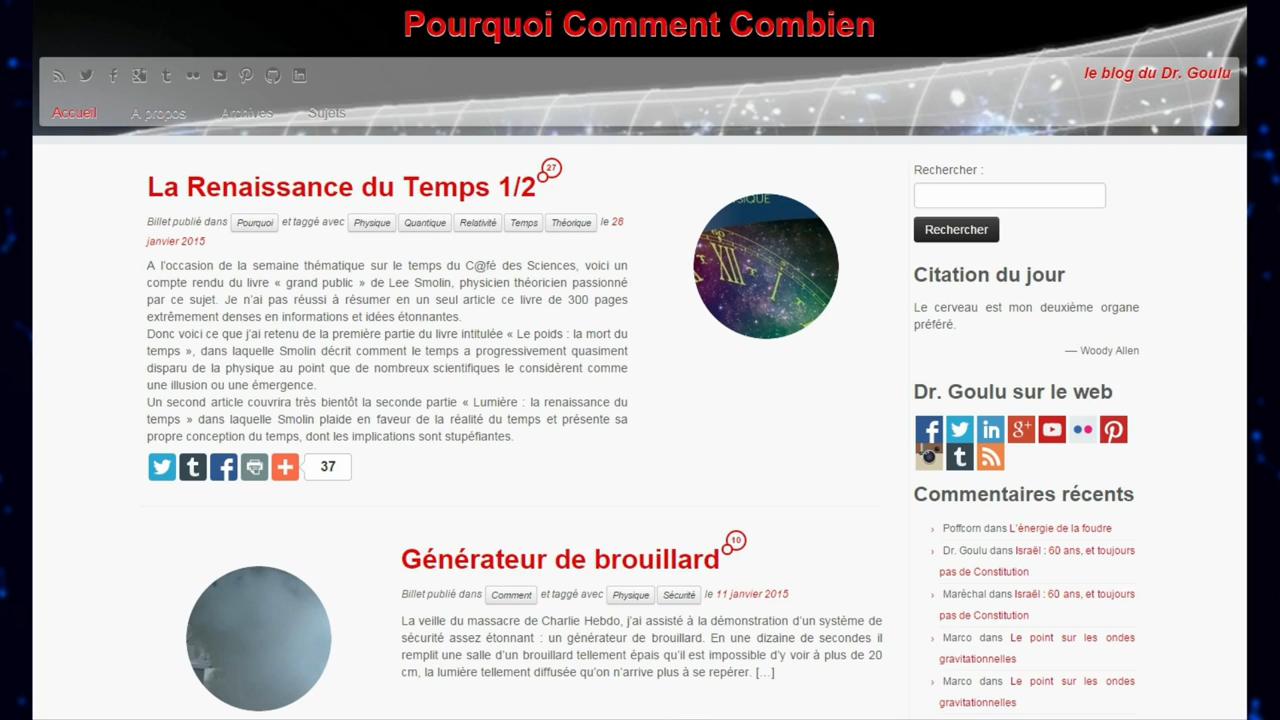 Pourquoi Comment Combien
le blog du Dr. Goulu
Accueil
A propos
Archives
Sujets
La Renaissance du Temps 1/2
27
Billet publié dans Pourquoi et taggé avec Physique Quantique Relativité Temps Théorique le 28
janvier 2015
A l'occasion de la semaine thématique sur le temps du C@fé des Sciences, voici un
compte rendu du livre « grand public » de Lee Smolin, physicien théoricien passionné
par ce sujet. Je n'ai pas réussi à résumer en un seul article ce livre de 300 pages
extrêmement denses en informations et idées étonnantes.
Donc voici ce que j'ai retenu de la première partie du livre intitulée « Le poids : la mort du
temps », dans laquelle Smolin décrit comment le temps a progressivement quasiment
disparu de la physique au point que de nombreux scientifiques le considèrent comme
une illusion ou une émergence.
Un second article couvrira très bientôt la seconde partie « Lumière : la renaissance du
temps » dans laquelle Smolin plaide en faveur de la réalité du temps et présente sa
propre conception du temps, dont les implications sont stupéfiantes.
37
Générateur de brouillard
10
Billet publié dans Comment et taggé avec Physique Sécurité le 11 janvier 2015
La veille du massacre de Charlie Hebdo, j'ai assisté à la démonstration d'un système de
sécurité assez étonnant : un générateur de brouillard. En une dizaine de secondes il
remplit une salle d'un brouillard tellement épais qu'il est impossible d'y voir à plus de 20
cm, la lumière tellement diffusée qu'on n'arrive plus à se repérer. […]
Rechercher :
Rechercher
Citation du jour
Le cerveau est mon deuxième organe
préféré.
— Woody Allen
Dr. Goulu sur le web
Commentaires récents
› Poffcorn dans L'énergie de la foudre
› Dr. Goulu dans Israël : 60 ans, et toujours
pas de Constitution
› Maréchal dans Israël : 60 ans, et toujours
pas de Constitution
› Marco dans Le point sur les ondes
gravitationnelles
› Marco dans Le point sur les ondes
gravitationnelles